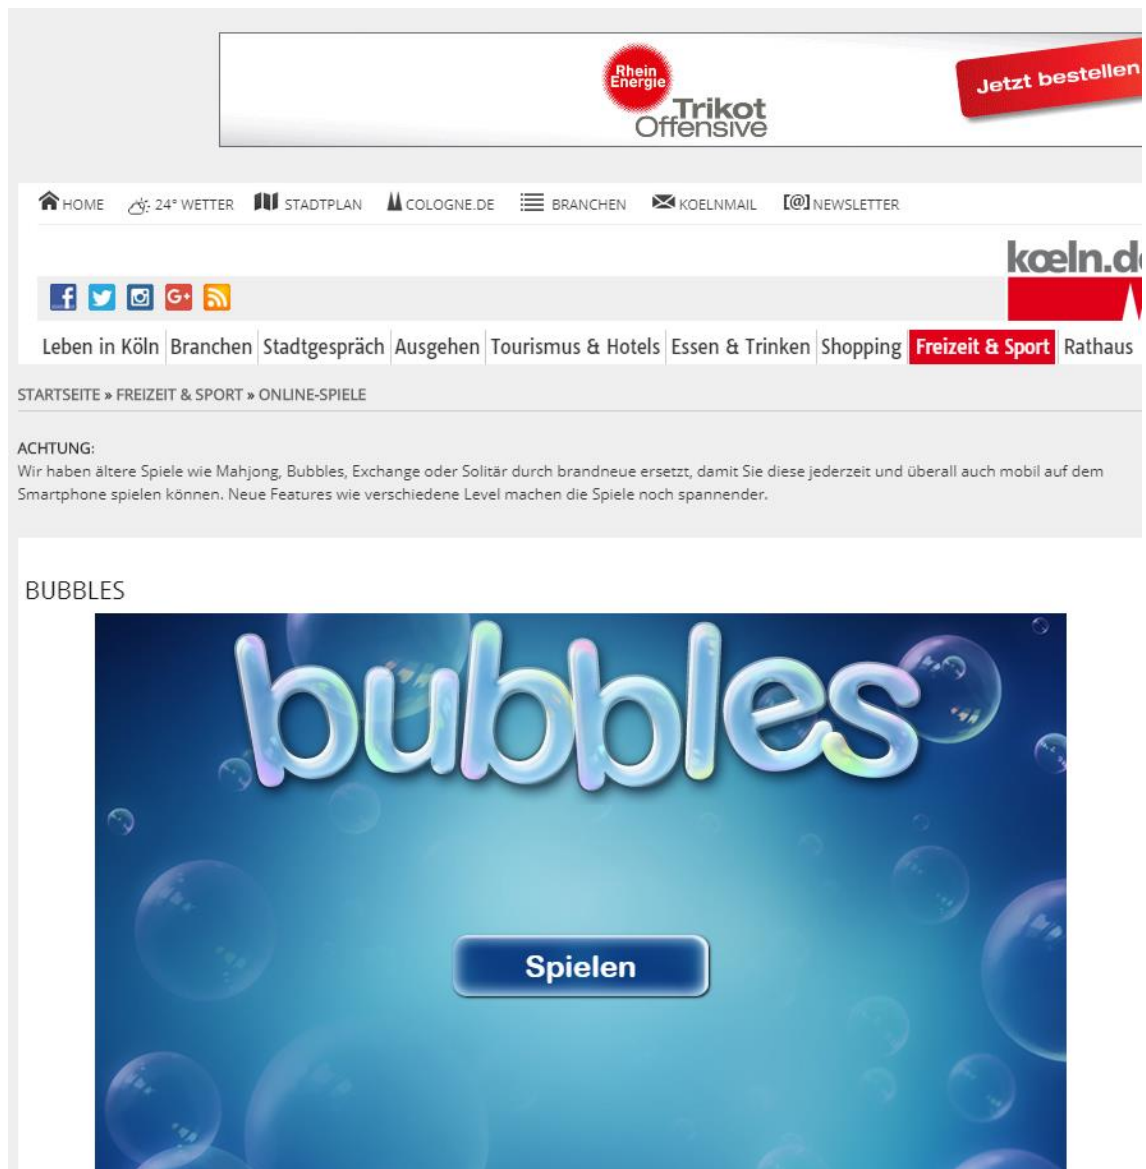 Rhein
Energie
Trikot
Offensive
Jetzt bestellen
HOME 24° WETTER STADTPLAN COLOGNE.DE BRANCHEN KOELNMAIL [@] NEWSLETTER
kœln.de
f G+
Leben in Köln Branchen Stadtgespräch Ausgehen Tourismus & Hotels Essen & Trinken Shopping Freizeit & Sport Rathaus
STARTSEITE » FREIZEIT & SPORT » ONLINE-SPIELE
ACHTUNG:
Wir haben ältere Spiele wie Mahjong, Bubbles, Exchange oder Solitär durch brandneue ersetzt, damit Sie diese jederzeit und überall auch mobil auf dem
Smartphone spielen können. Neue Features wie verschiedene Level machen die Spiele noch spannender.
BUBBLES
bubbles
Spielen